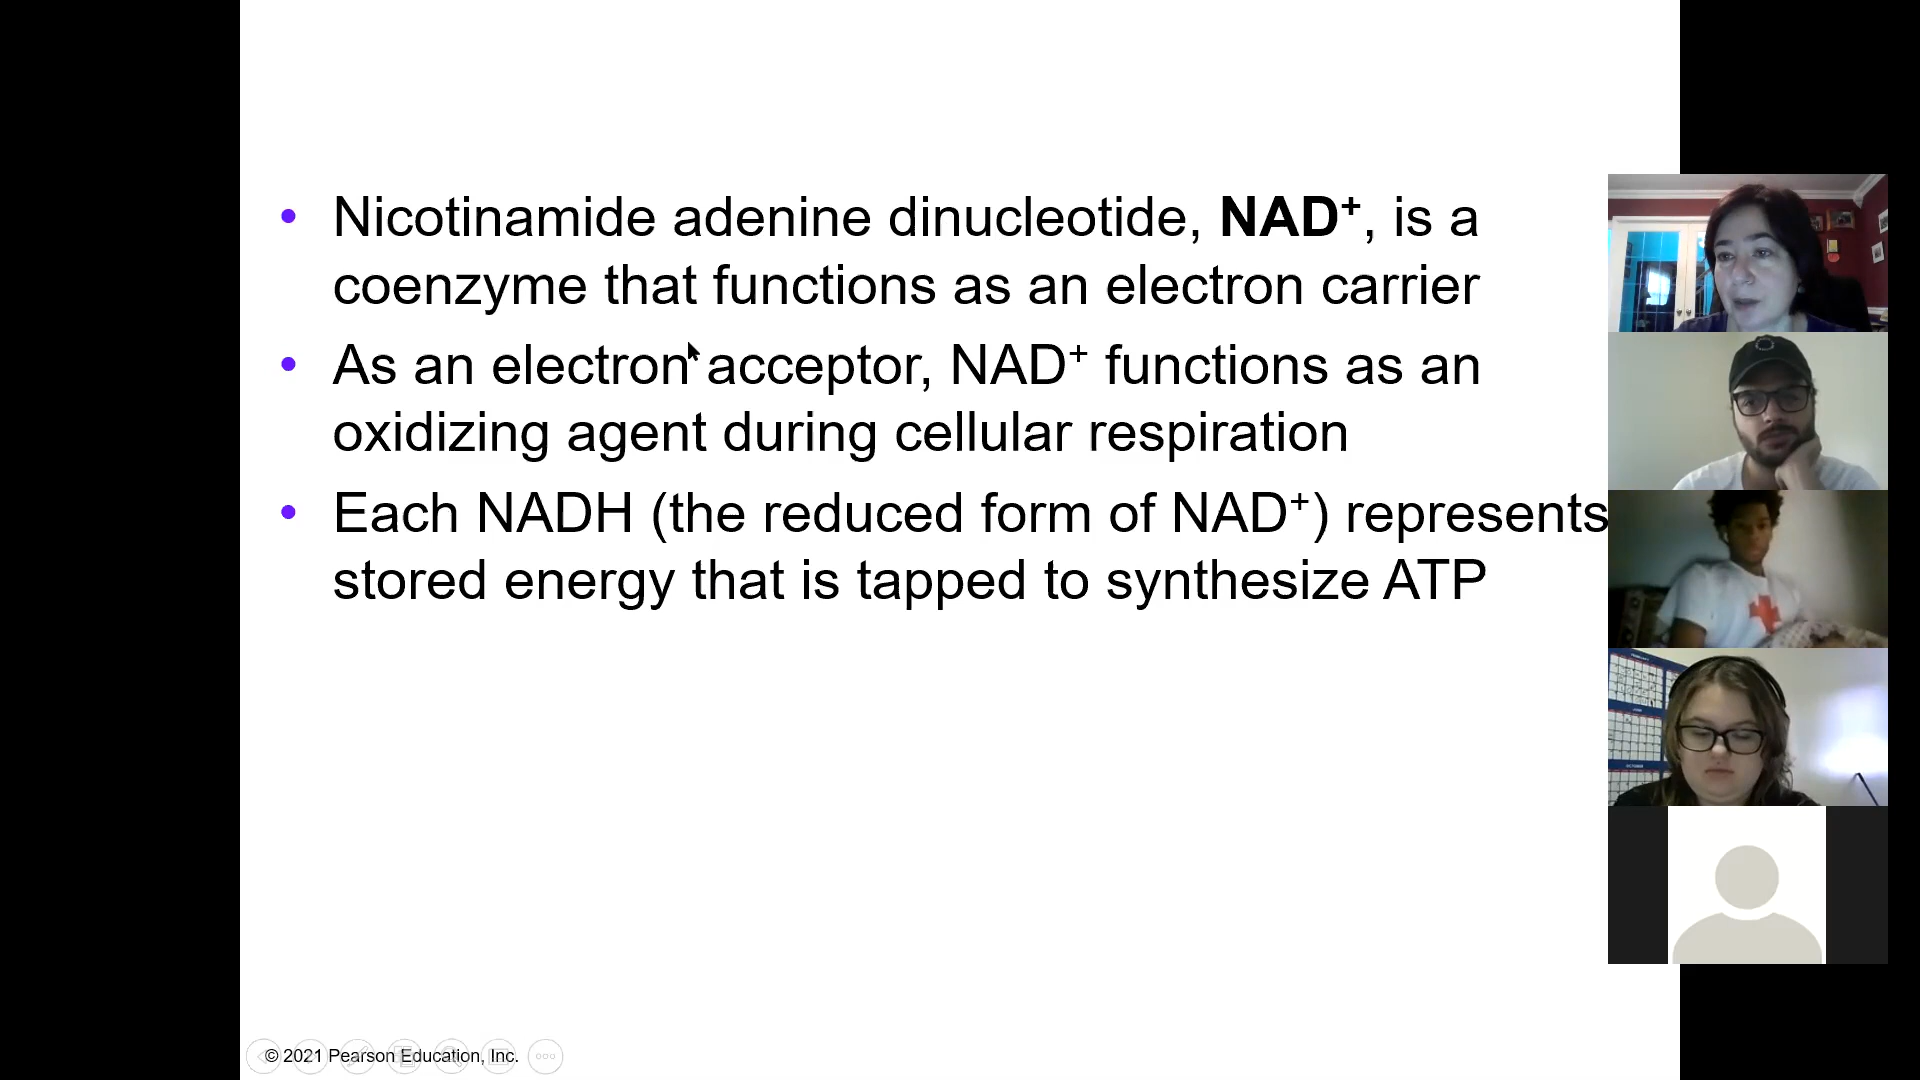 • Nicotinamide adenine dinucleotide, NAD⁺, is a
coenzyme that functions as an electron carrier
• As an electron acceptor, NAD⁺ functions as an
oxidizing agent during cellular respiration
• Each NADH (the reduced form of NAD⁺) represents
stored energy that is tapped to synthesize ATP
© 2021 Pearson Education, Inc.